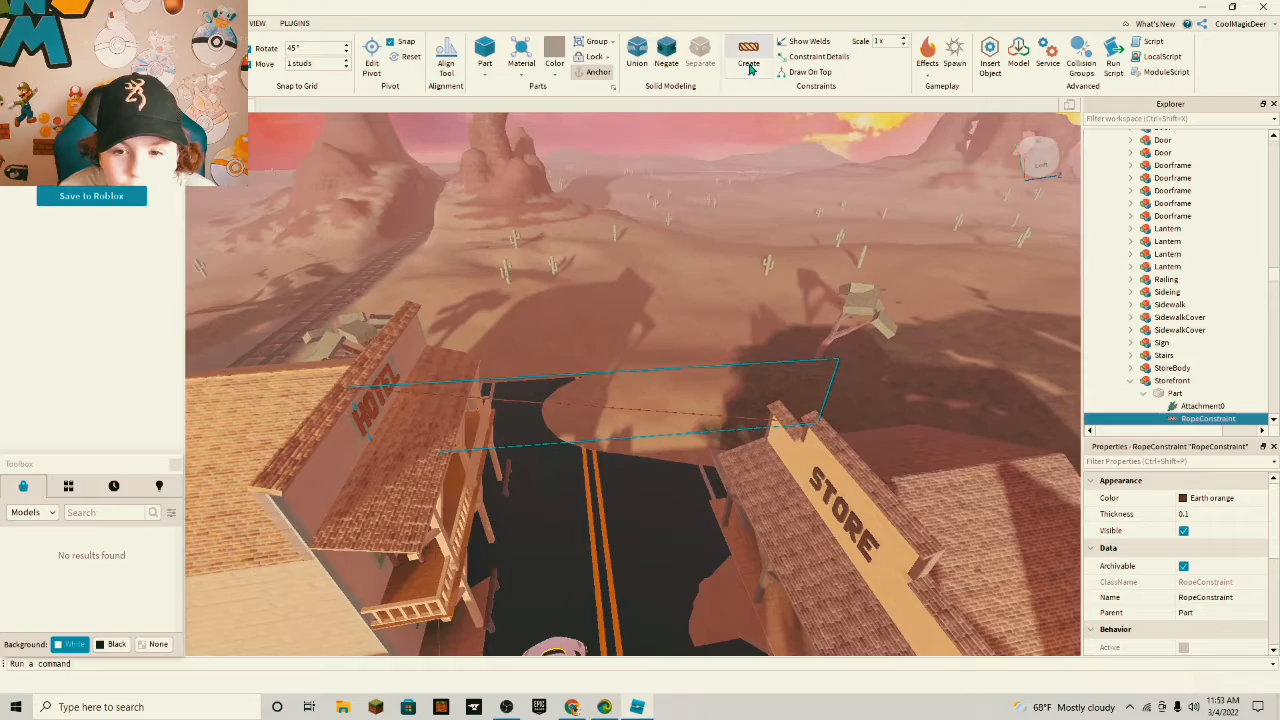 VIEW PLUGINS
What's New CoolMagicDeer
Rotate 45° Snap Group Show Welds Scale 1x Script
Lock Constraint Details LocalScript
Move 1 studs Reset Anchor Draw On Top ModuleScript
Edit Pivot Align Tool Part Material Color Union Negate Separate Create Effects Spawn Insert Object Model Service Collision Groups Run Script
Snap to Grid Pivot Alignment Parts Solid Modeling Constraints Gameplay Advanced
Explorer
Filter workspace (Ctrl+Shift+X)
Door
Door
Doorframe
Doorframe
Doorframe
Doorframe
Doorframe
Lantern
Lantern
Lantern
Lantern
Railing
Sideing
Sidewalk
SidewalkCover
SidewalkCover
Sign
Stairs
StoreBody
Storefront
Part
Attachment0
RopeConstraint
Properties - RopeConstraint "RopeConstraint"
Filter Properties (Ctrl+Shift+P)
Appearance
Color Earth orange
Thickness 0.1
Visible
Data
Archivable
ClassName RopeConstraint
Name RopeConstraint
Parent Part
Behavior
Active
Save to Roblox
Left
HOTEL
STORE
Toolbox
Models Search
No results found
Background: White Black None
Run a command
Type here to search
68°F Mostly cloudy
11:53 AM
3/4/2022